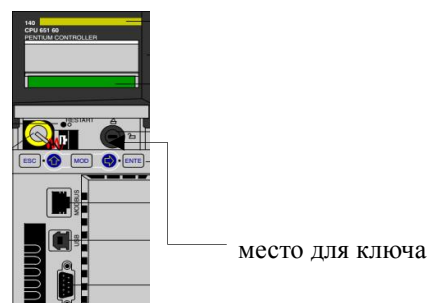 140
CPU 651 60
PENTIUM CONTROLLER
RESTART
ESC MOD ENTE
MODBUS
USB
место для ключа